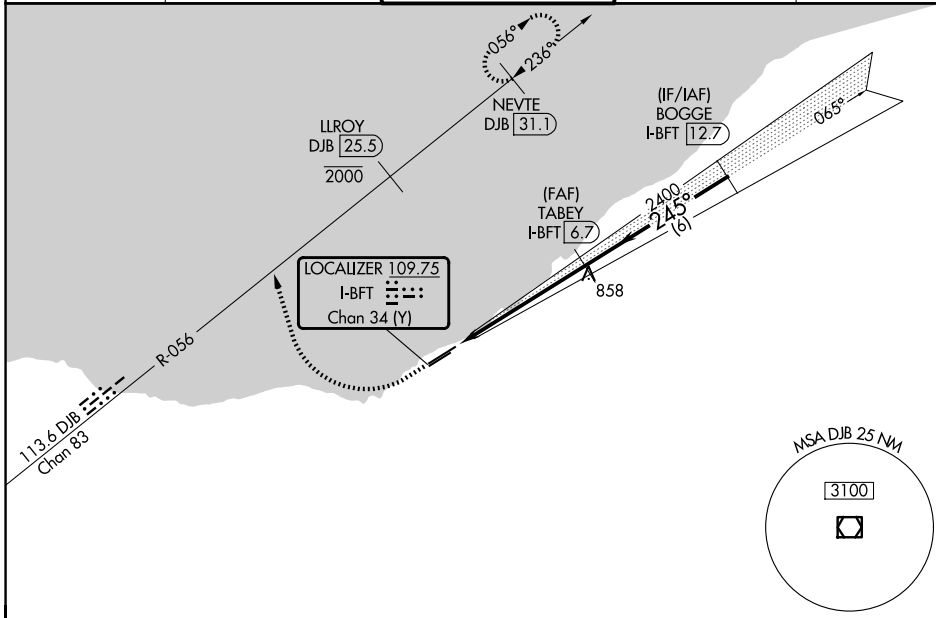 056°
236°
NEVTE
DJB 31.1
LLROY
DJB 25.5
2000
(IF/IAF)
BOGGE
I-BFT 12.7
065°
(FAF)
TABEY
I-BFT 6.7
2400
245°
(6)
858
LOCALIZER 109.75
I-BFT
Chan 34 (Y)
R-056
113.6 DJB
Chan 83
MSA DJB 25 NM
3100